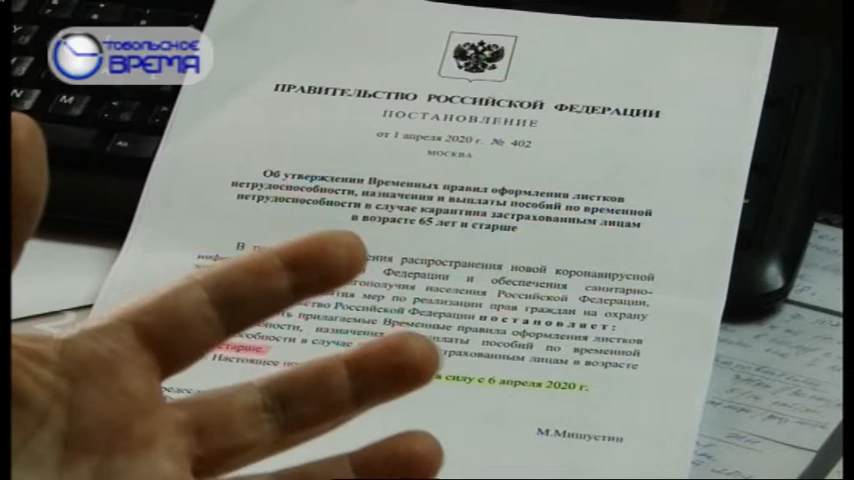 ТОБОЛЬСКОЕ
ВРЕМЯ
ПРАВИТЕЛЬСТВО РОССИЙСКОЙ ФЕДЕРАЦИИ
ПОСТАНОВЛЕНИЕ
от 1 апреля 2020 г. № 402
МОСКВА
Об утверждении Временных правил оформления листков
нетрудоспособности, назначения и выплаты пособий по временной
нетрудоспособности в случае карантина застрахованным лицам
в возрасте 65 лет и старше
В распространения новой коронавирусной
Федерации и обеспечения санитарно-
населения Российской Федерации,
мер по реализации прав граждан на охрану
Российской Федерации постановляет:
прилагаемые Временные правила оформления листков
назначения выплаты пособий по временной
в случае застрахованным лицам в возрасте
старше.
Настоящее силу с 6 апреля 2020 г.
М.Мишустин
M
Alt